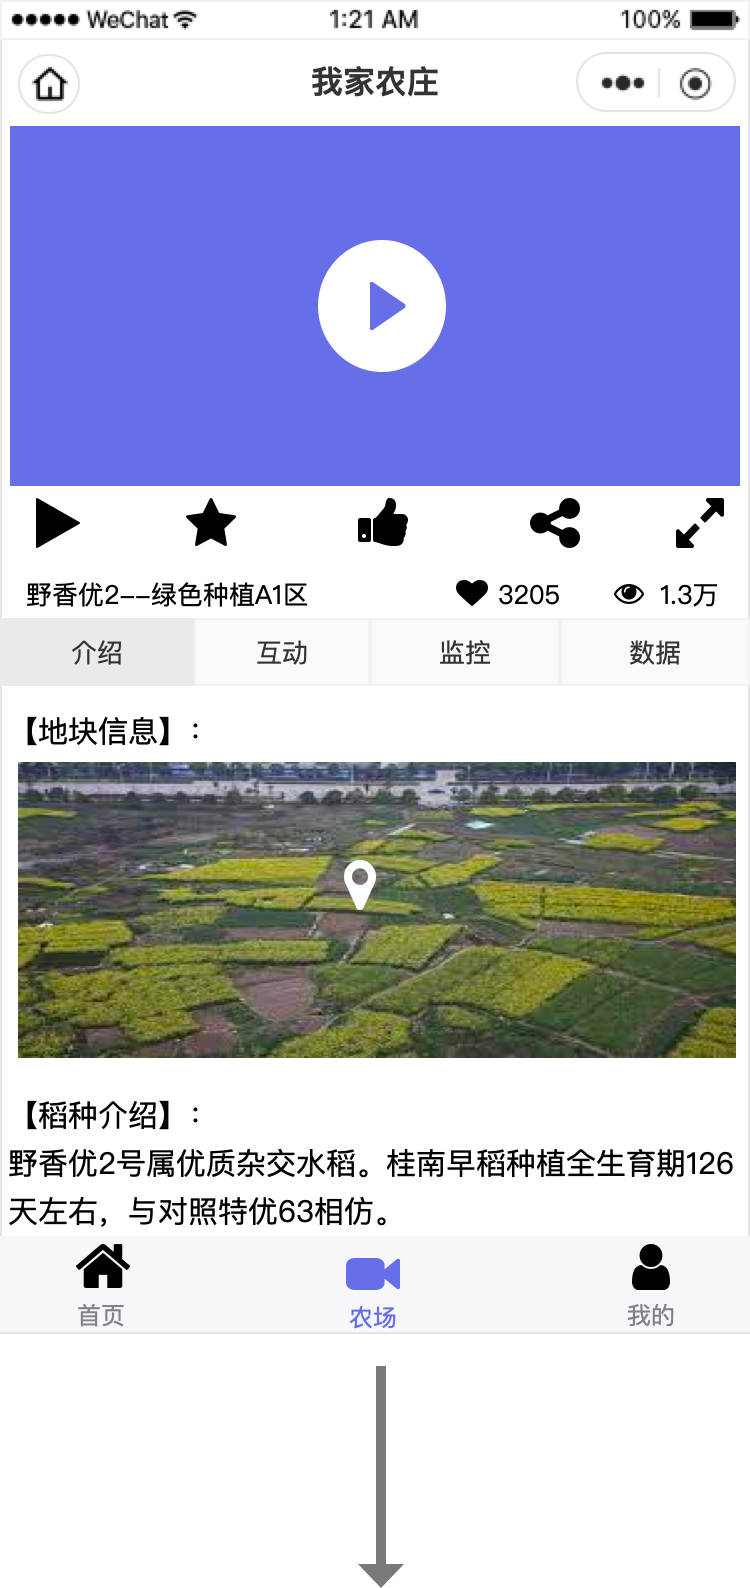 WeChat 1:21 AM 100%
我家农庄
野香优2--绿色种植A1区 3205 1.3万
介绍 互动 监控 数据
【地块信息】：
【稻种介绍】：
野香优2号属优质杂交水稻。桂南早稻种植全生育期126
天左右，与对照特优63相仿。
首页 农场 我的